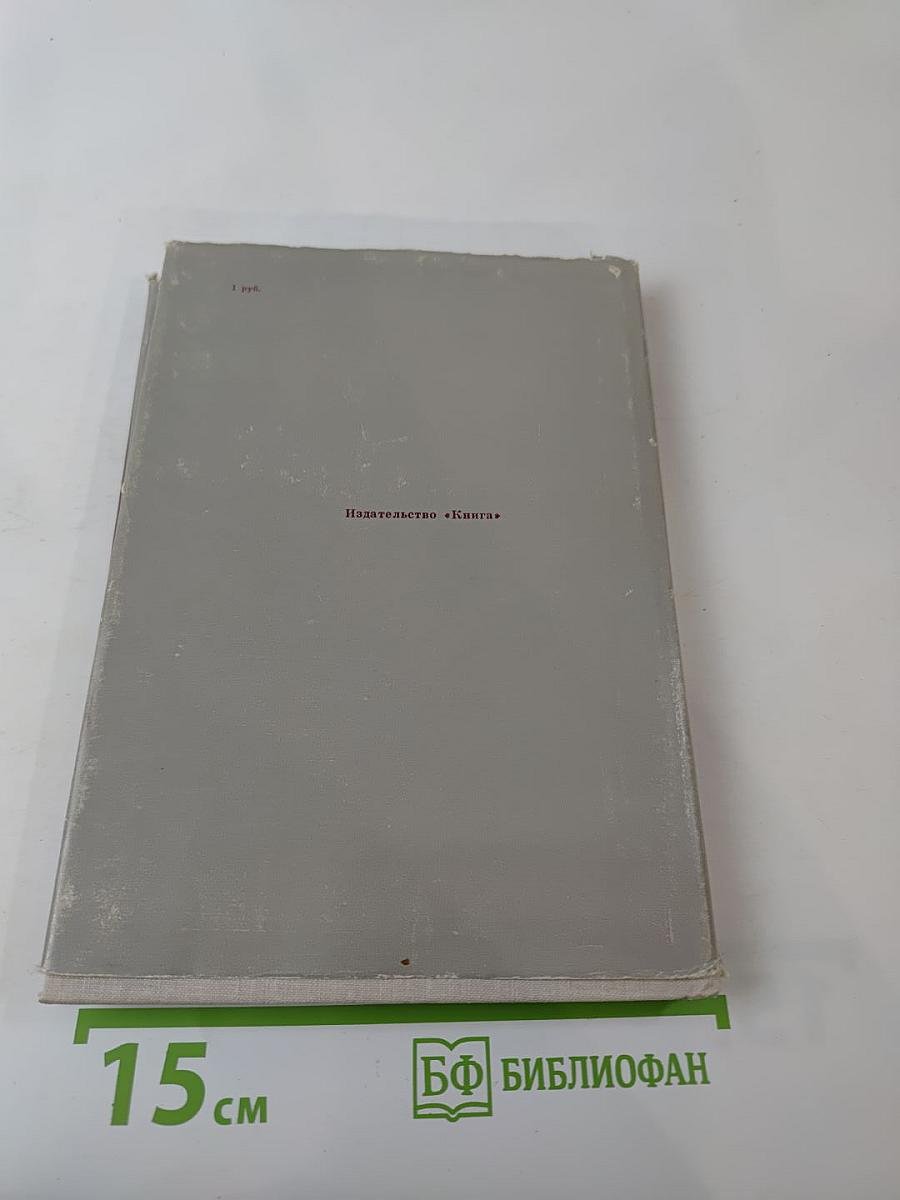 1 руб.
Издательство «Книга»
15 см
БФ БИБЛИОФАН